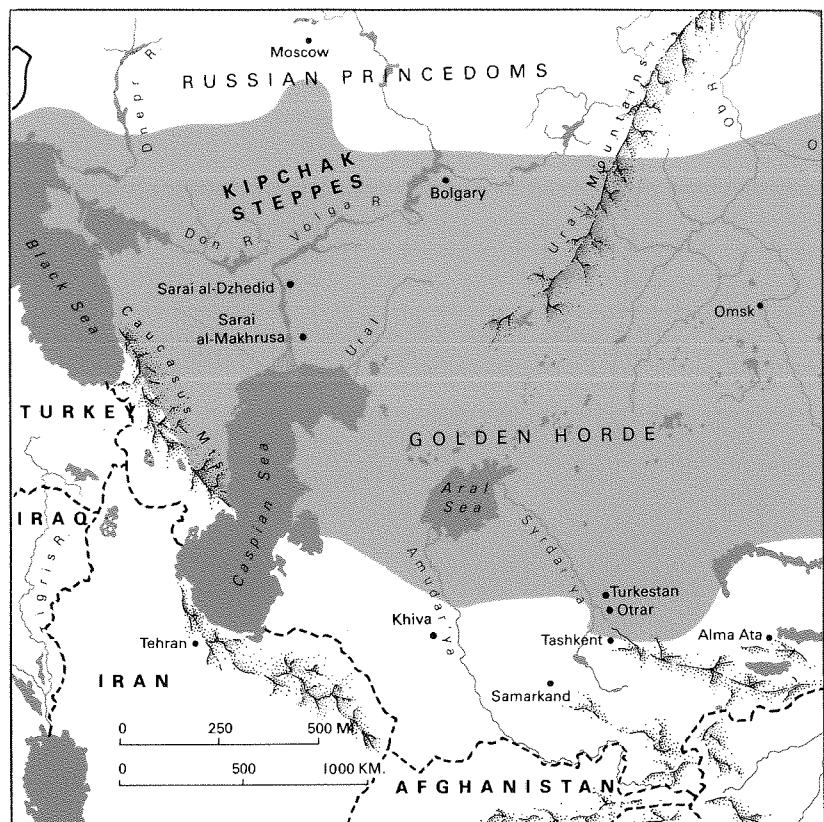 Moscow
Dnepr R
RUSSIAN PRINCEDOMS
Ural Mountains
Ob
O
KIPCHAK
STEPPES
Bolgary
Don R
Volga R
Black Sea
Sarai al-Dzhedid
Sarai
al-Makhrusa
Ural
Omsk
Caucasus Mts
TURKEY
GOLDEN HORDE
Caspian Sea
Aral
Sea
IRAQ
Tigris R.
Syrdarya
Amudarya
Turkestan
Otrar
Khiva
Tashkent
Alma Ata
Tehran
IRAN
Samarkand
0 250 500 MI.
0 500 1000 KM.
AFGHANISTAN